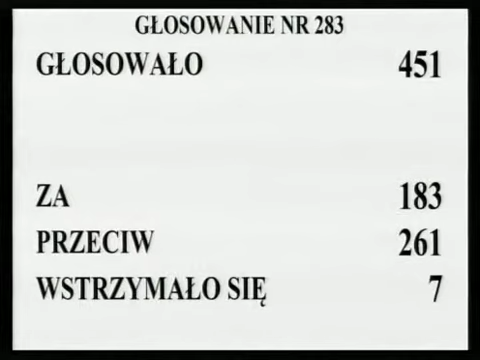 GŁOSOWANIE NR 283
GŁOSOWAŁO 451
ZA 183
PRZECIW 261
WSTRZYMAŁO SIĘ 7